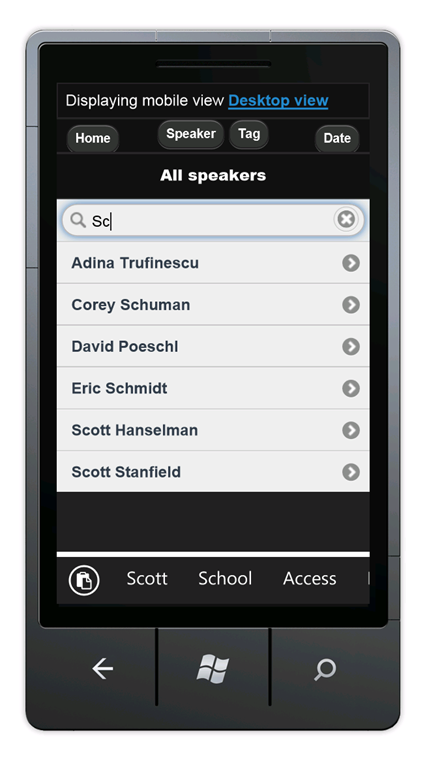 Displaying mobile view Desktop view
Home Speaker Tag Date
All speakers
Sc
Adina Trufinescu
Corey Schuman
David Poeschl
Eric Schmidt
Scott Hanselman
Scott Stanfield
Scott School Access